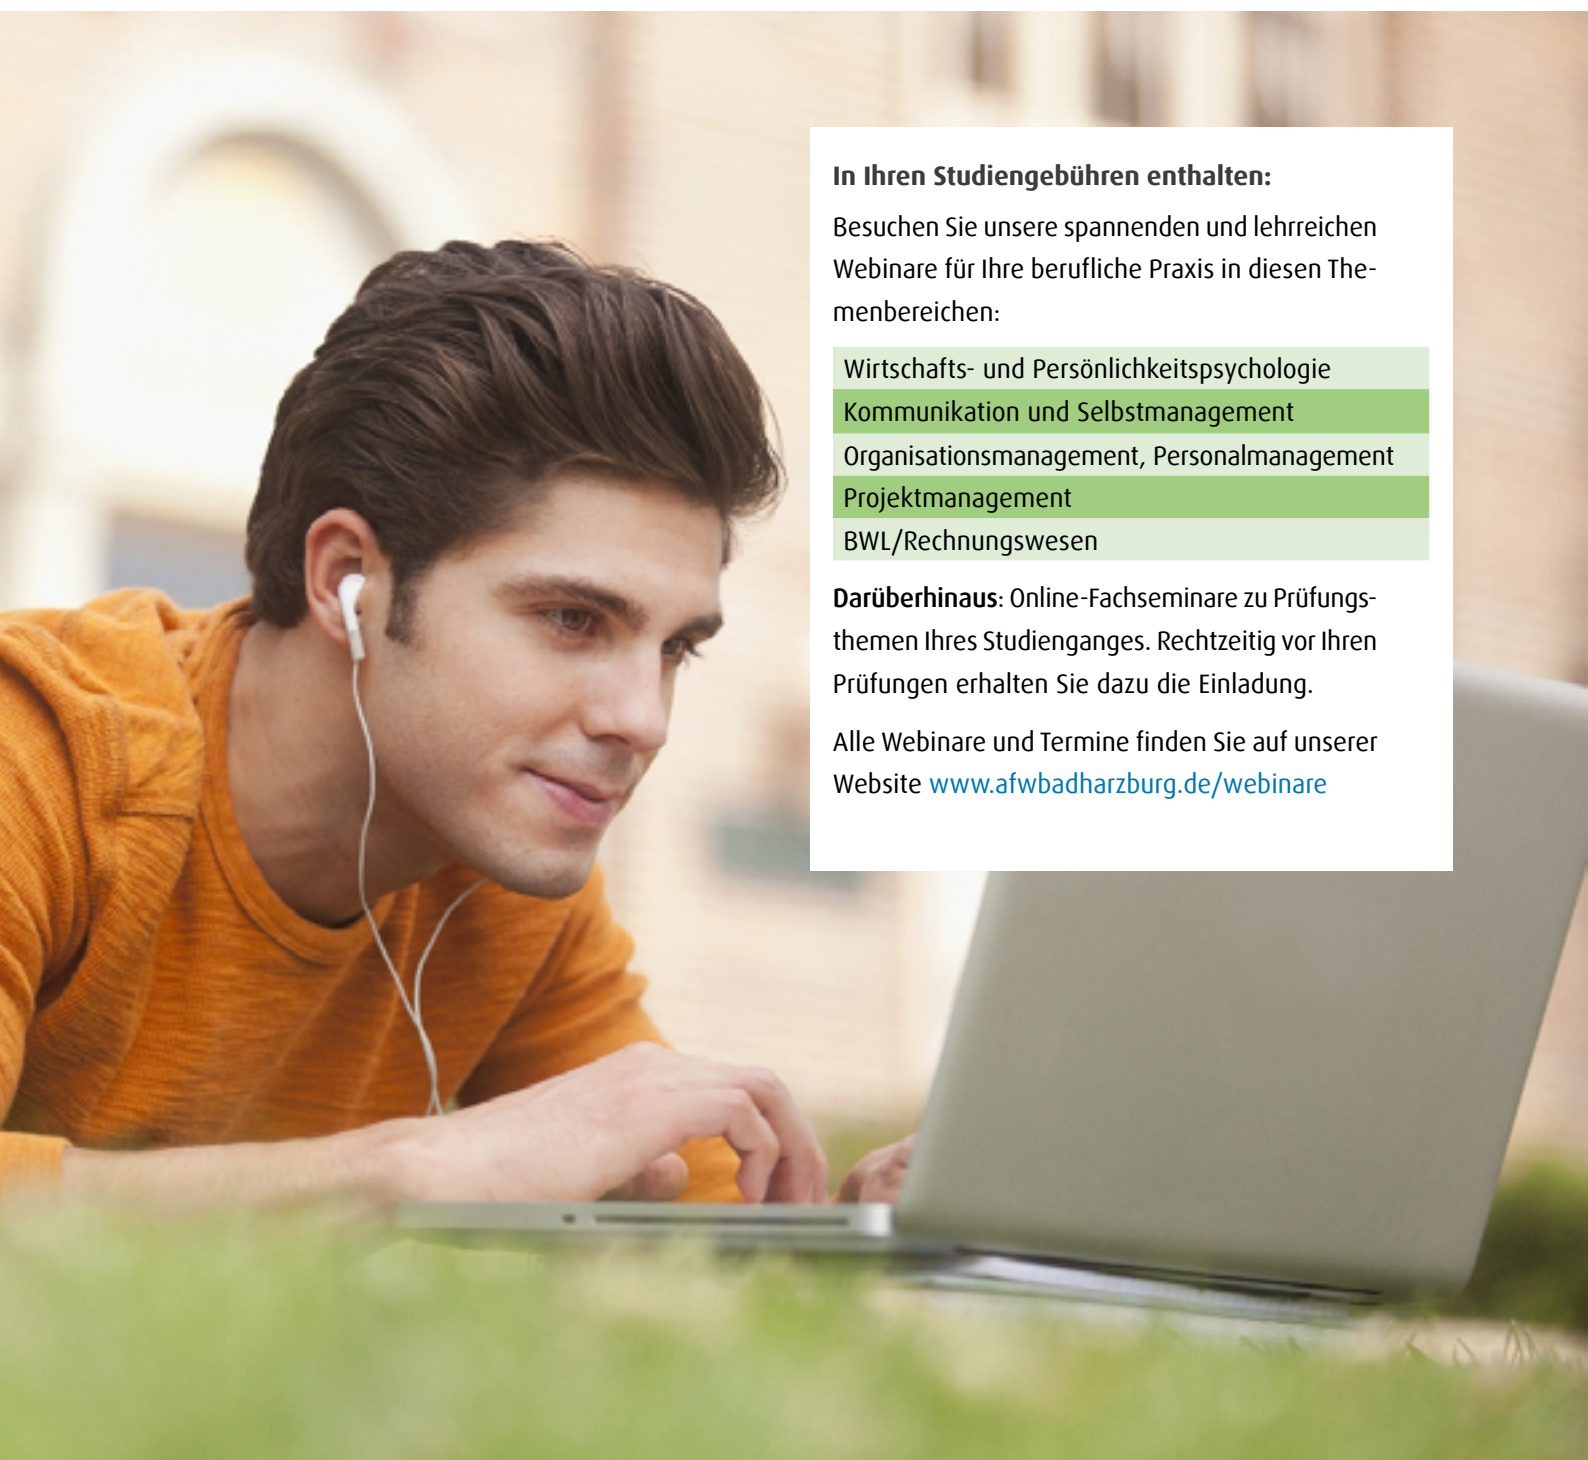 In Ihren Studiengebühren enthalten:
Besuchen Sie unsere spannenden und lehrreichen
Webinare für Ihre berufliche Praxis in diesen The-
menbereichen:
Wirtschafts- und Persönlichkeitspsychologie
Kommunikation und Selbstmanagement
Organisationsmanagement, Personalmanagement
Projektmanagement
BWL/Rechnungswesen
Darüberhinaus: Online-Fachseminare zu Prüfungs-
themen Ihres Studienganges. Rechtzeitig vor Ihren
Prüfungen erhalten Sie dazu die Einladung.
Alle Webinare und Termine finden Sie auf unserer
Website www.afwbadharzburg.de/webinare